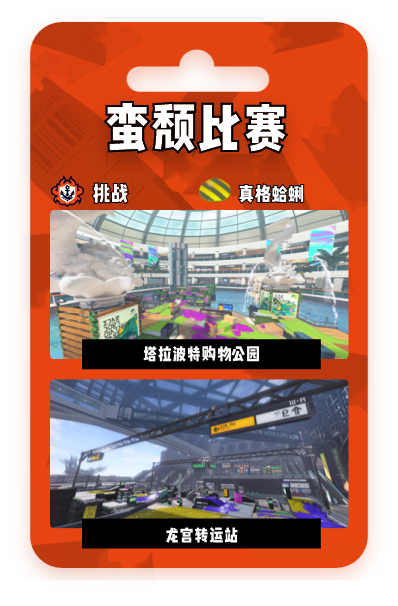 蛮颓比赛
挑战
真格蛤蜊
塔拉波特购物公园
龙宫转运站